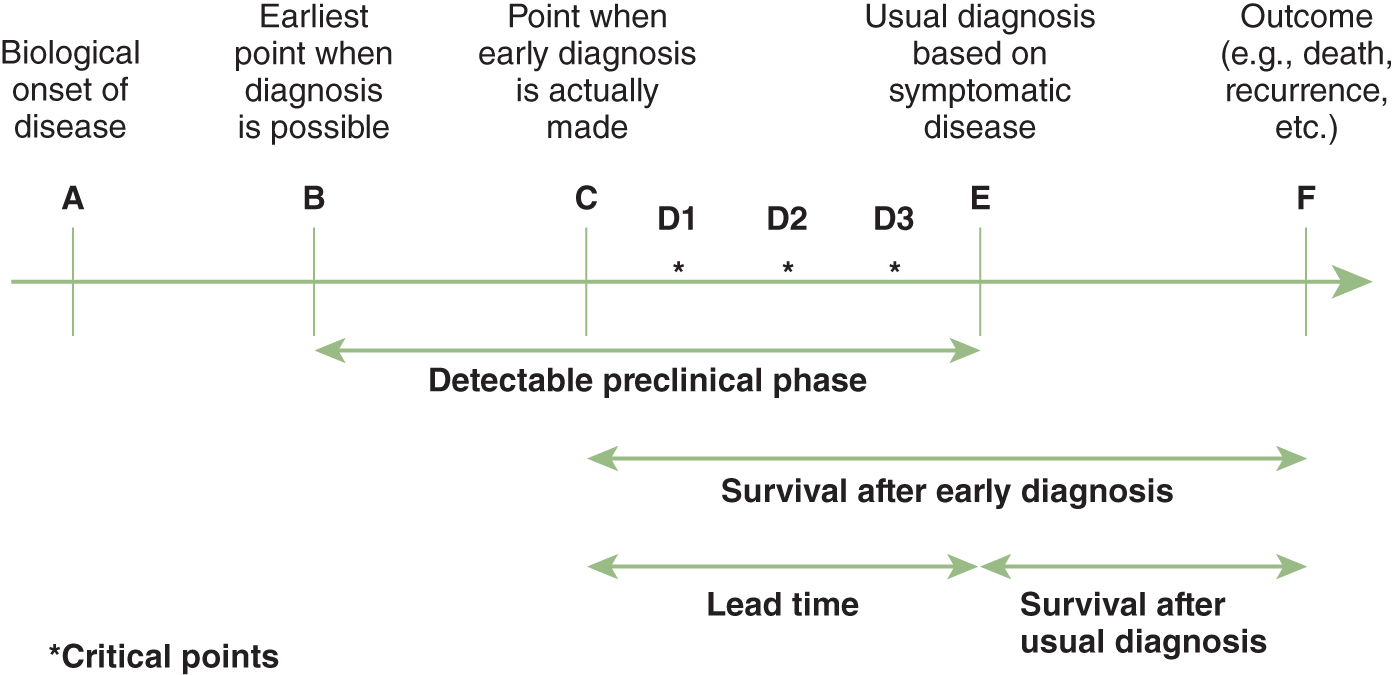 Biological
onset of
disease
Earliest
point when
diagnosis
is possible
Point when
early diagnosis
is actually
made
Usual diagnosis
based on
symptomatic
disease
Outcome
(e.g., death,
recurrence,
etc.)
A
B
C
D1
D2
D3
E
F
*
*
*
Detectable preclinical phase
Survival after early diagnosis
Lead time
Survival after
usual diagnosis
*Critical points